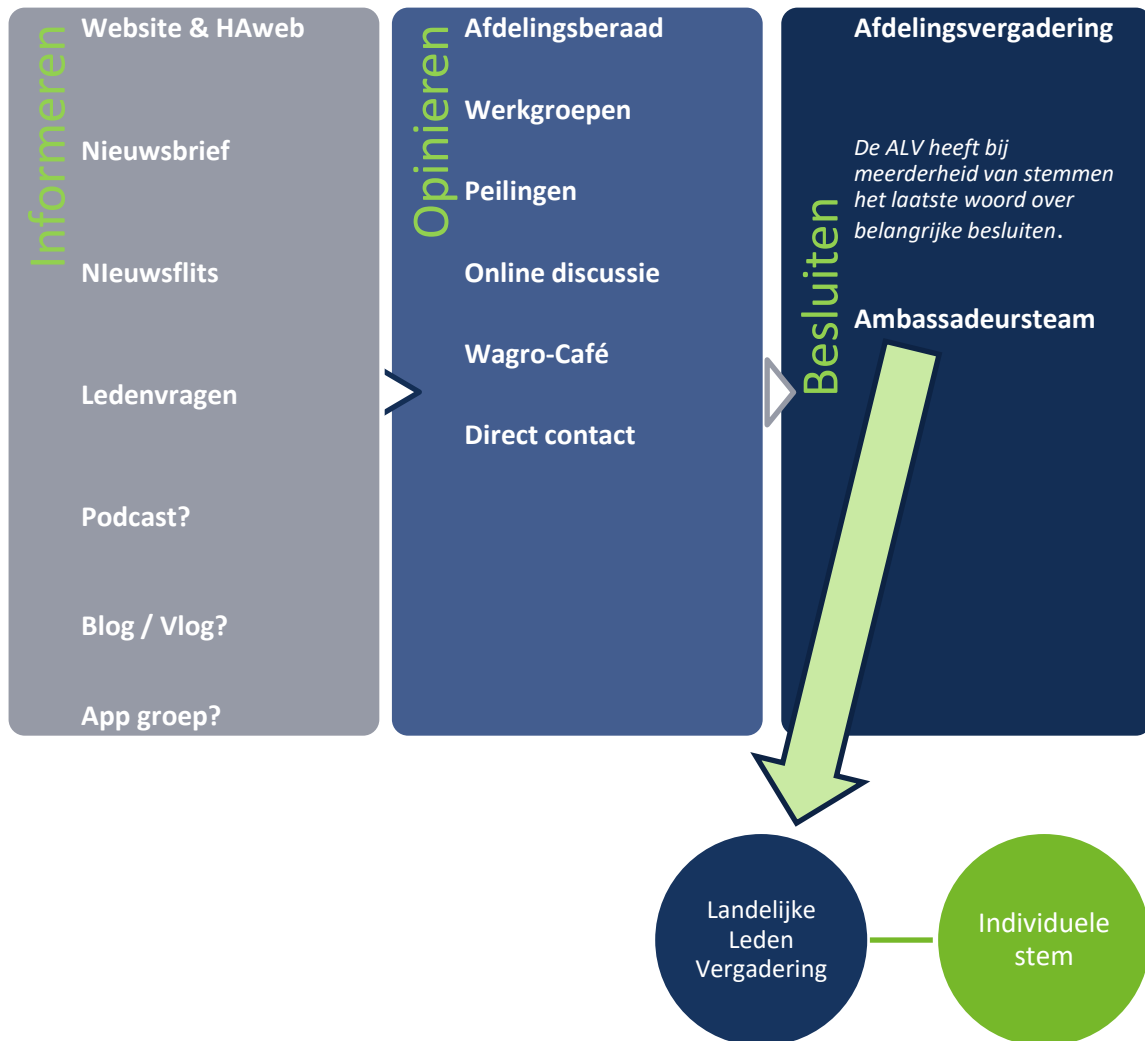 Informeren
Website & HAweb
Nieuwsbrief
NIeuwsflits
Ledenvragen
Podcast?
Blog / Vlog?
App groep?
Opinieren
Afdelingsberaad
Werkgroepen
Peilingen
Online discussie
Wagro-Café
Direct contact
Besluiten
Afdelingsvergadering
De ALV heeft bij
meerderheid van stemmen
het laatste woord over
belangrijke besluiten.
Ambassadeursteam
Landelijke
Leden
Vergadering
Individuele
stem